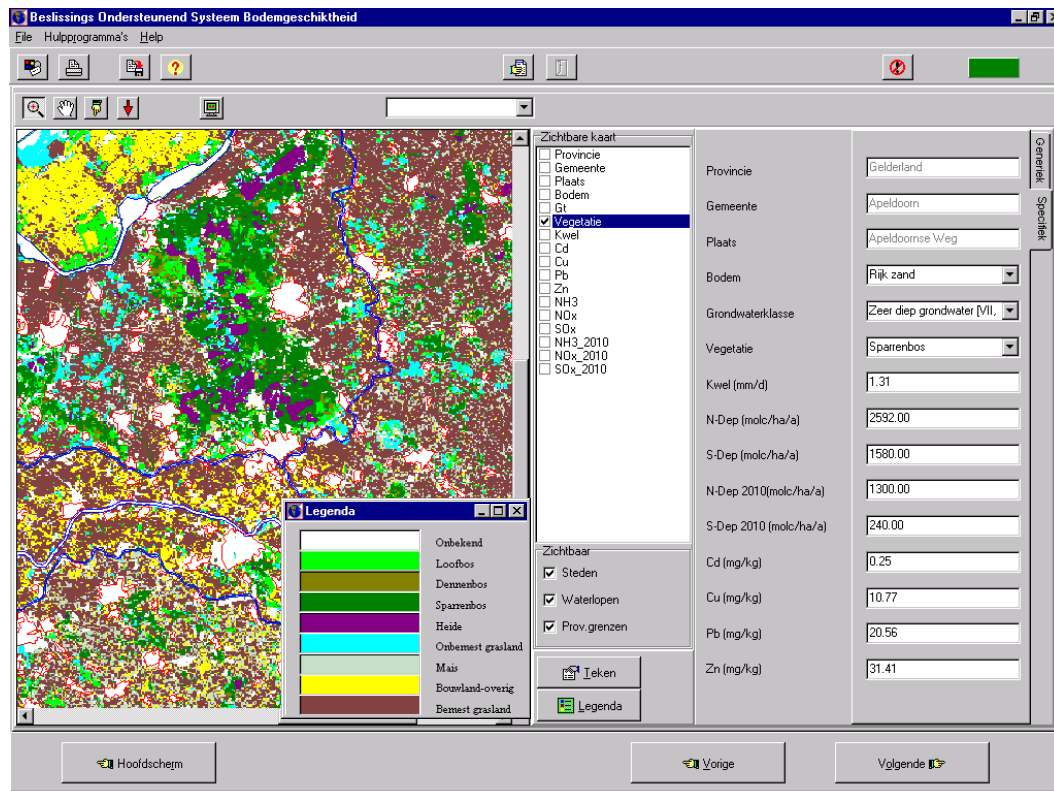 Beslissings Ondersteunend Systeem Bodemgeschiktheid
File Hulpprogramma's Help
Zichtbare kaart
Provincie
Gemeente
Plaats
Bodem
Gt
Vegetatie
Kwel
Cd
Cu
Pb
Zn
NH3
NOx
SOx
NH3_2010
NOx_2010
SOx_2010
Zichtbaar
Steden
Waterlopen
Prov.grenzen
Teken
Legenda
Legenda
Onbekend
Loofbos
Dennenbos
Sparrenbos
Heide
Onbemest grasland
Mais
Bouwland-overig
Bemest grasland
Provincie Gelderland
Gemeente Apeldoorn
Plaats Apeldoornse Weg
Bodem Rijk zand
Grondwaterklasse Zeer diep grondwater [VII,
Vegetatie Sparrenbos
Kwel (mm/d) 1.31
N-Dep (molc/ha/a) 2592.00
S-Dep (molc/ha/a) 1580.00
N-Dep 2010(molc/ha/a) 1300.00
S-Dep 2010 (molc/ha/a) 240.00
Cd (mg/kg) 0.25
Cu (mg/kg) 10.77
Pb (mg/kg) 20.56
Zn (mg/kg) 31.41
Generiek
Specifiek
Hoofdscherm
Vorige
Volgende